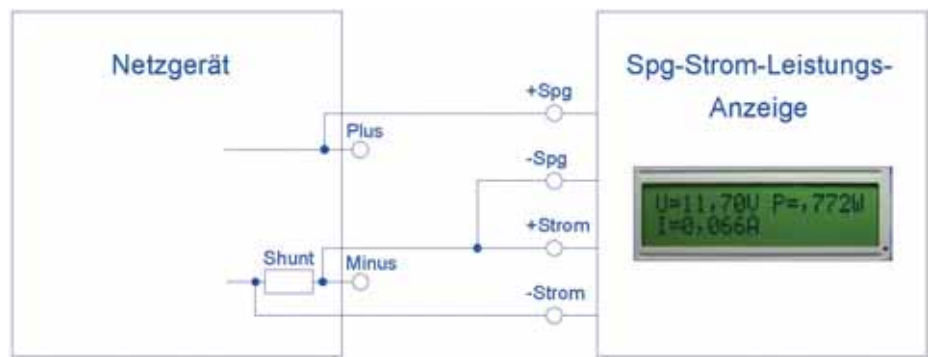 Netzgerät
Spg-Strom-Leistungs-
Anzeige
+Spg
Plus
-Spg
+Strom
Shunt
Minus
-Strom
U=11,70V P=,772W
I=0,066A